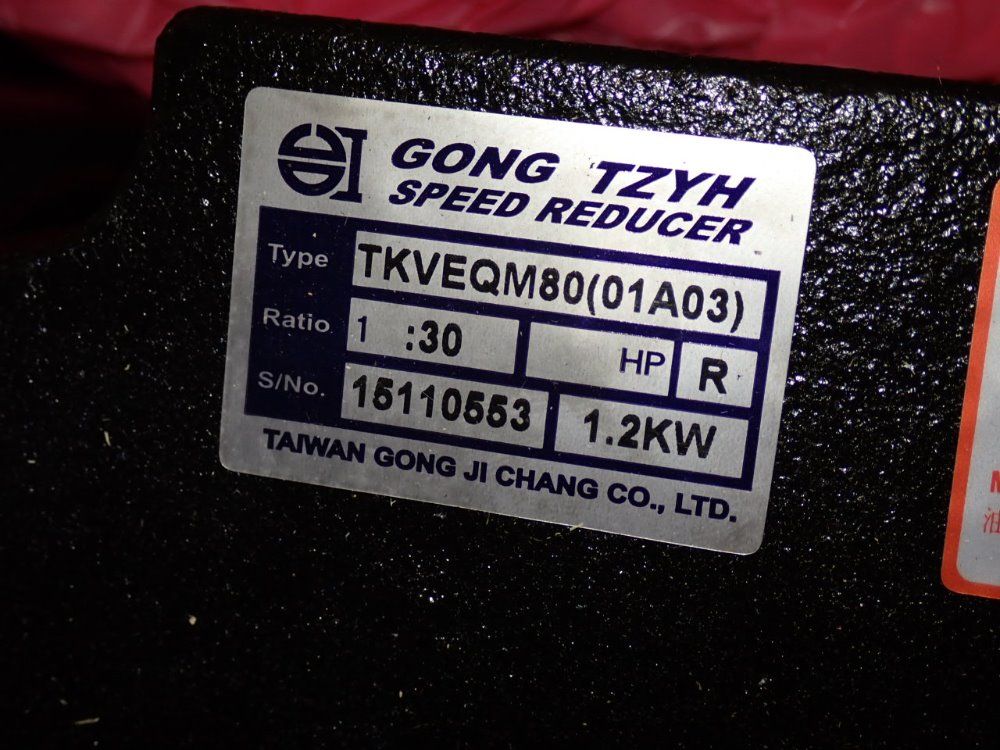 GONG TZYH
SPEED REDUCER
Type TKVEQM80(01A03)
Ratio 1 :30 HP R
S/No. 15110553 1.2KW
TAIWAN GONG JI CHANG CO., LTD.
M